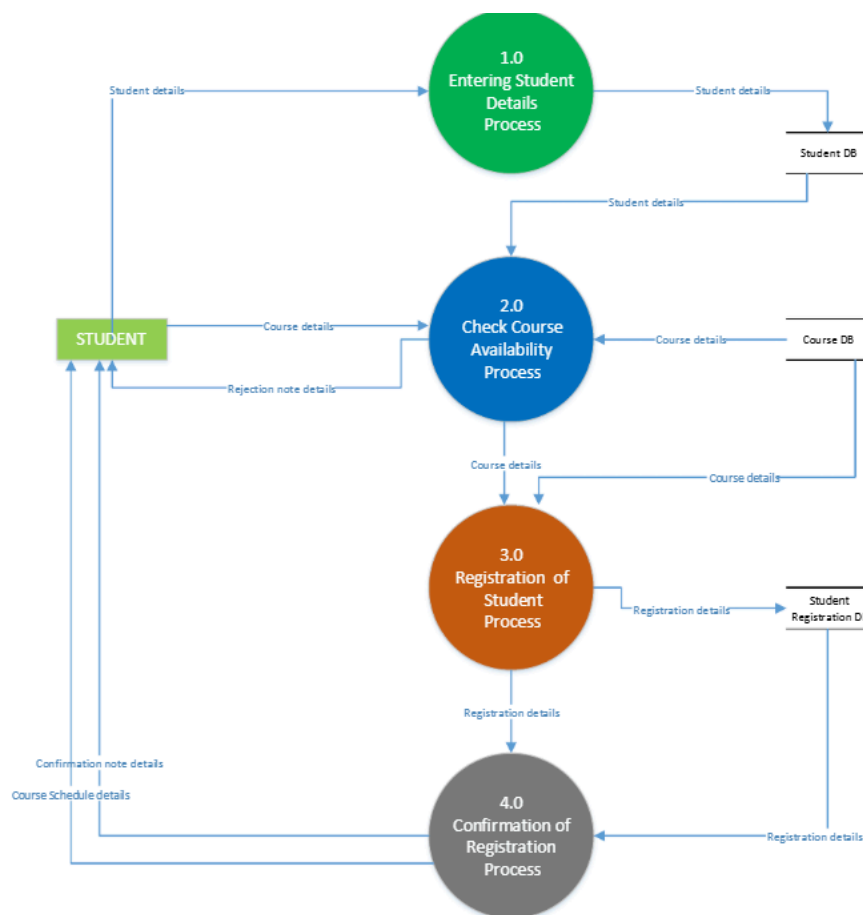 1.0
Entering Student
Details
Process
Student details
Student details
Student DB
Student details
2.0
Check Course
Availability
Process
STUDENT
Course details
Course details
Course DB
Rejection note details
Course details
Course details
3.0
Registration of
Student
Process
Registration details
Student
Registration D
Registration details
Confirmation note details
Course Schedule details
4.0
Confirmation of
Registration
Process
Registration details